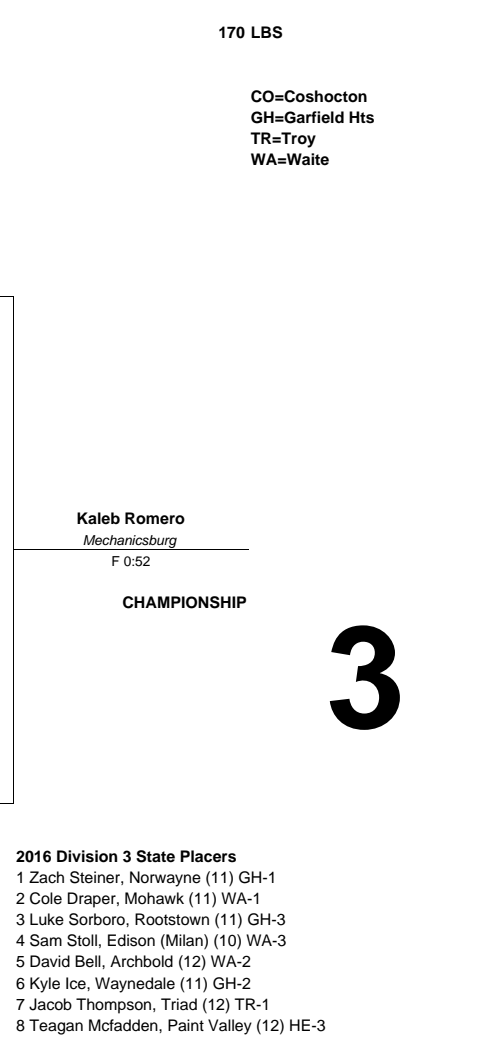 170 LBS
CO=Coshocton
GH=Garfield Hts
TR=Troy
WA=Waite
Kaleb Romero
Mechanicsburg
F 0:52
CHAMPIONSHIP
3
2016 Division 3 State Placers
1 Zach Steiner, Norwayne (11) GH-1
2 Cole Draper, Mohawk (11) WA-1
3 Luke Sorboro, Rootstown (11) GH-3
4 Sam Stoll, Edison (Milan) (10) WA-3
5 David Bell, Archbold (12) WA-2
6 Kyle Ice, Waynedale (11) GH-2
7 Jacob Thompson, Triad (12) TR-1
8 Teagan Mcfadden, Paint Valley (12) HE-3